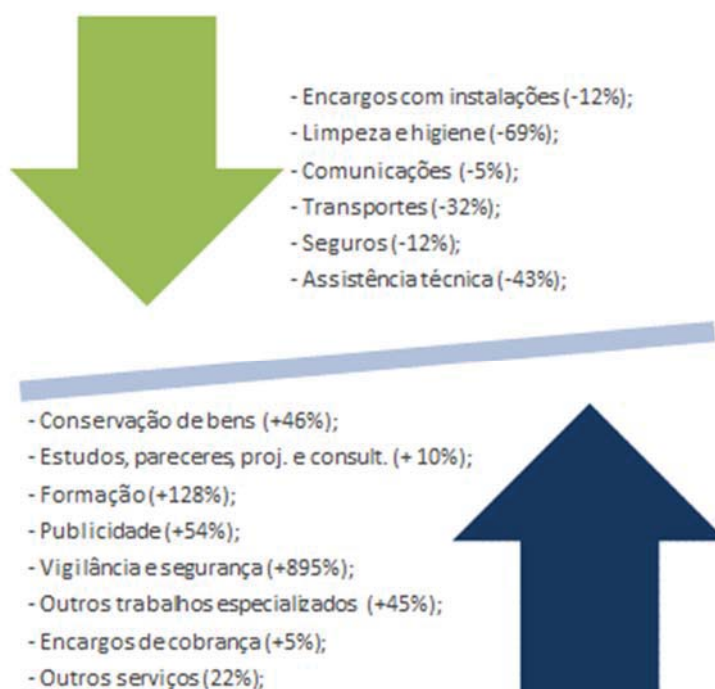 - Encargos com instalações (-12%);
- Limpeza e higiene (-69%);
- Comunicações (-5%);
- Transportes (-32%);
- Seguros (-12%);
- Assistência técnica (-43%);
- Conservação de bens (+46%);
- Estudos, pareceres, proj. e consult. (+ 10%);
- Formação (+128%);
- Publicidade (+54%);
- Vigilância e segurança (+895%);
- Outros trabalhos especializados (+45%);
- Encargos de cobrança (+5%);
- Outros serviços (22%);